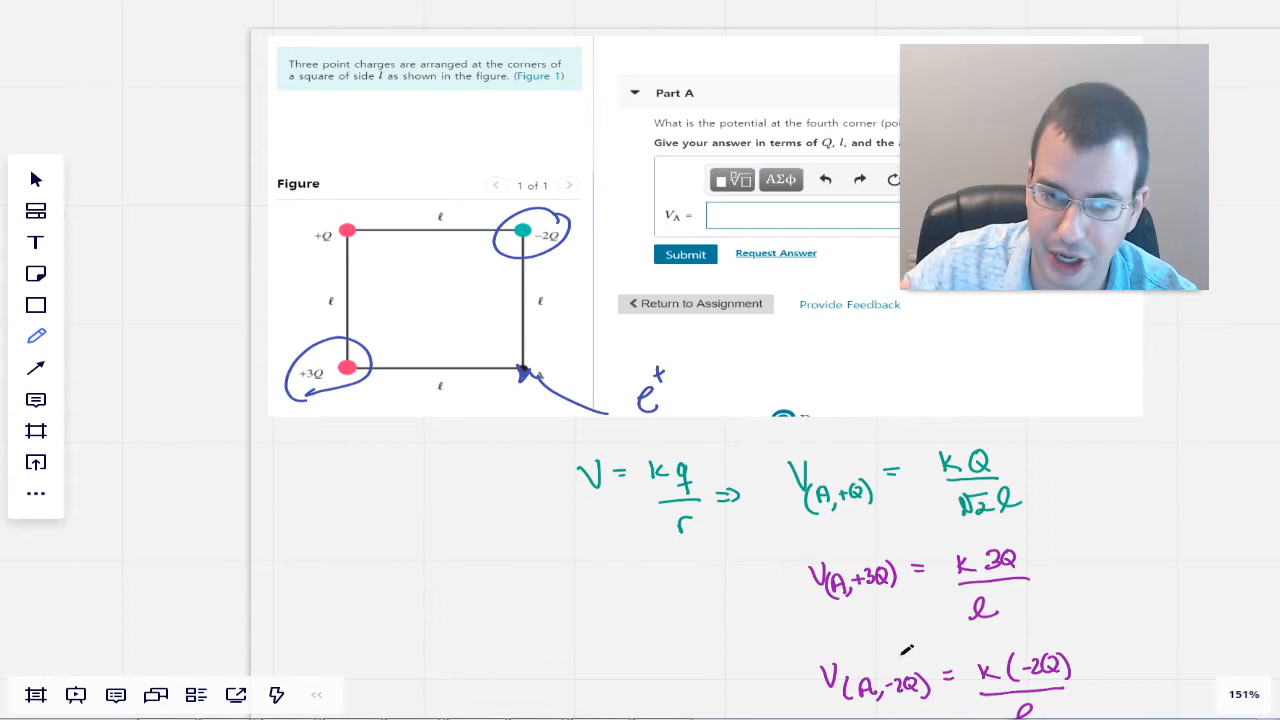 Three point charges are arranged at the corners of
a square of side l as shown in the figure. (Figure 1)
Part A
What is the potential at the fourth corner (poi
Give your answer in terms of Q, l, and the a
ΑΣφ
V_A =
Submit
Request Answer
Return to Assignment
Provide Feedback
Figure
1 of 1
ℓ
+Q
-2Q
ℓ
ℓ
+3Q
A
ℓ
e⁺
V = kq/r ⇒
V(A,+Q) = kQ/√2ℓ
V(A,+3Q) = k3Q/ℓ
V(A,-2Q) = k(-2Q)/ℓ
T
151%